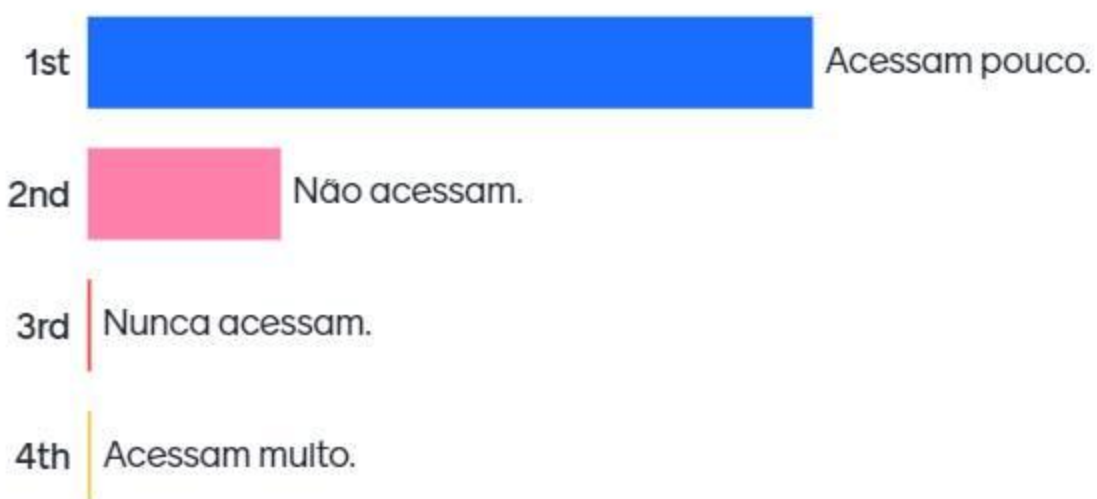 1st Acessam pouco.
2nd Não acessam.
3rd Nunca acessam.
4th Acessam muito.